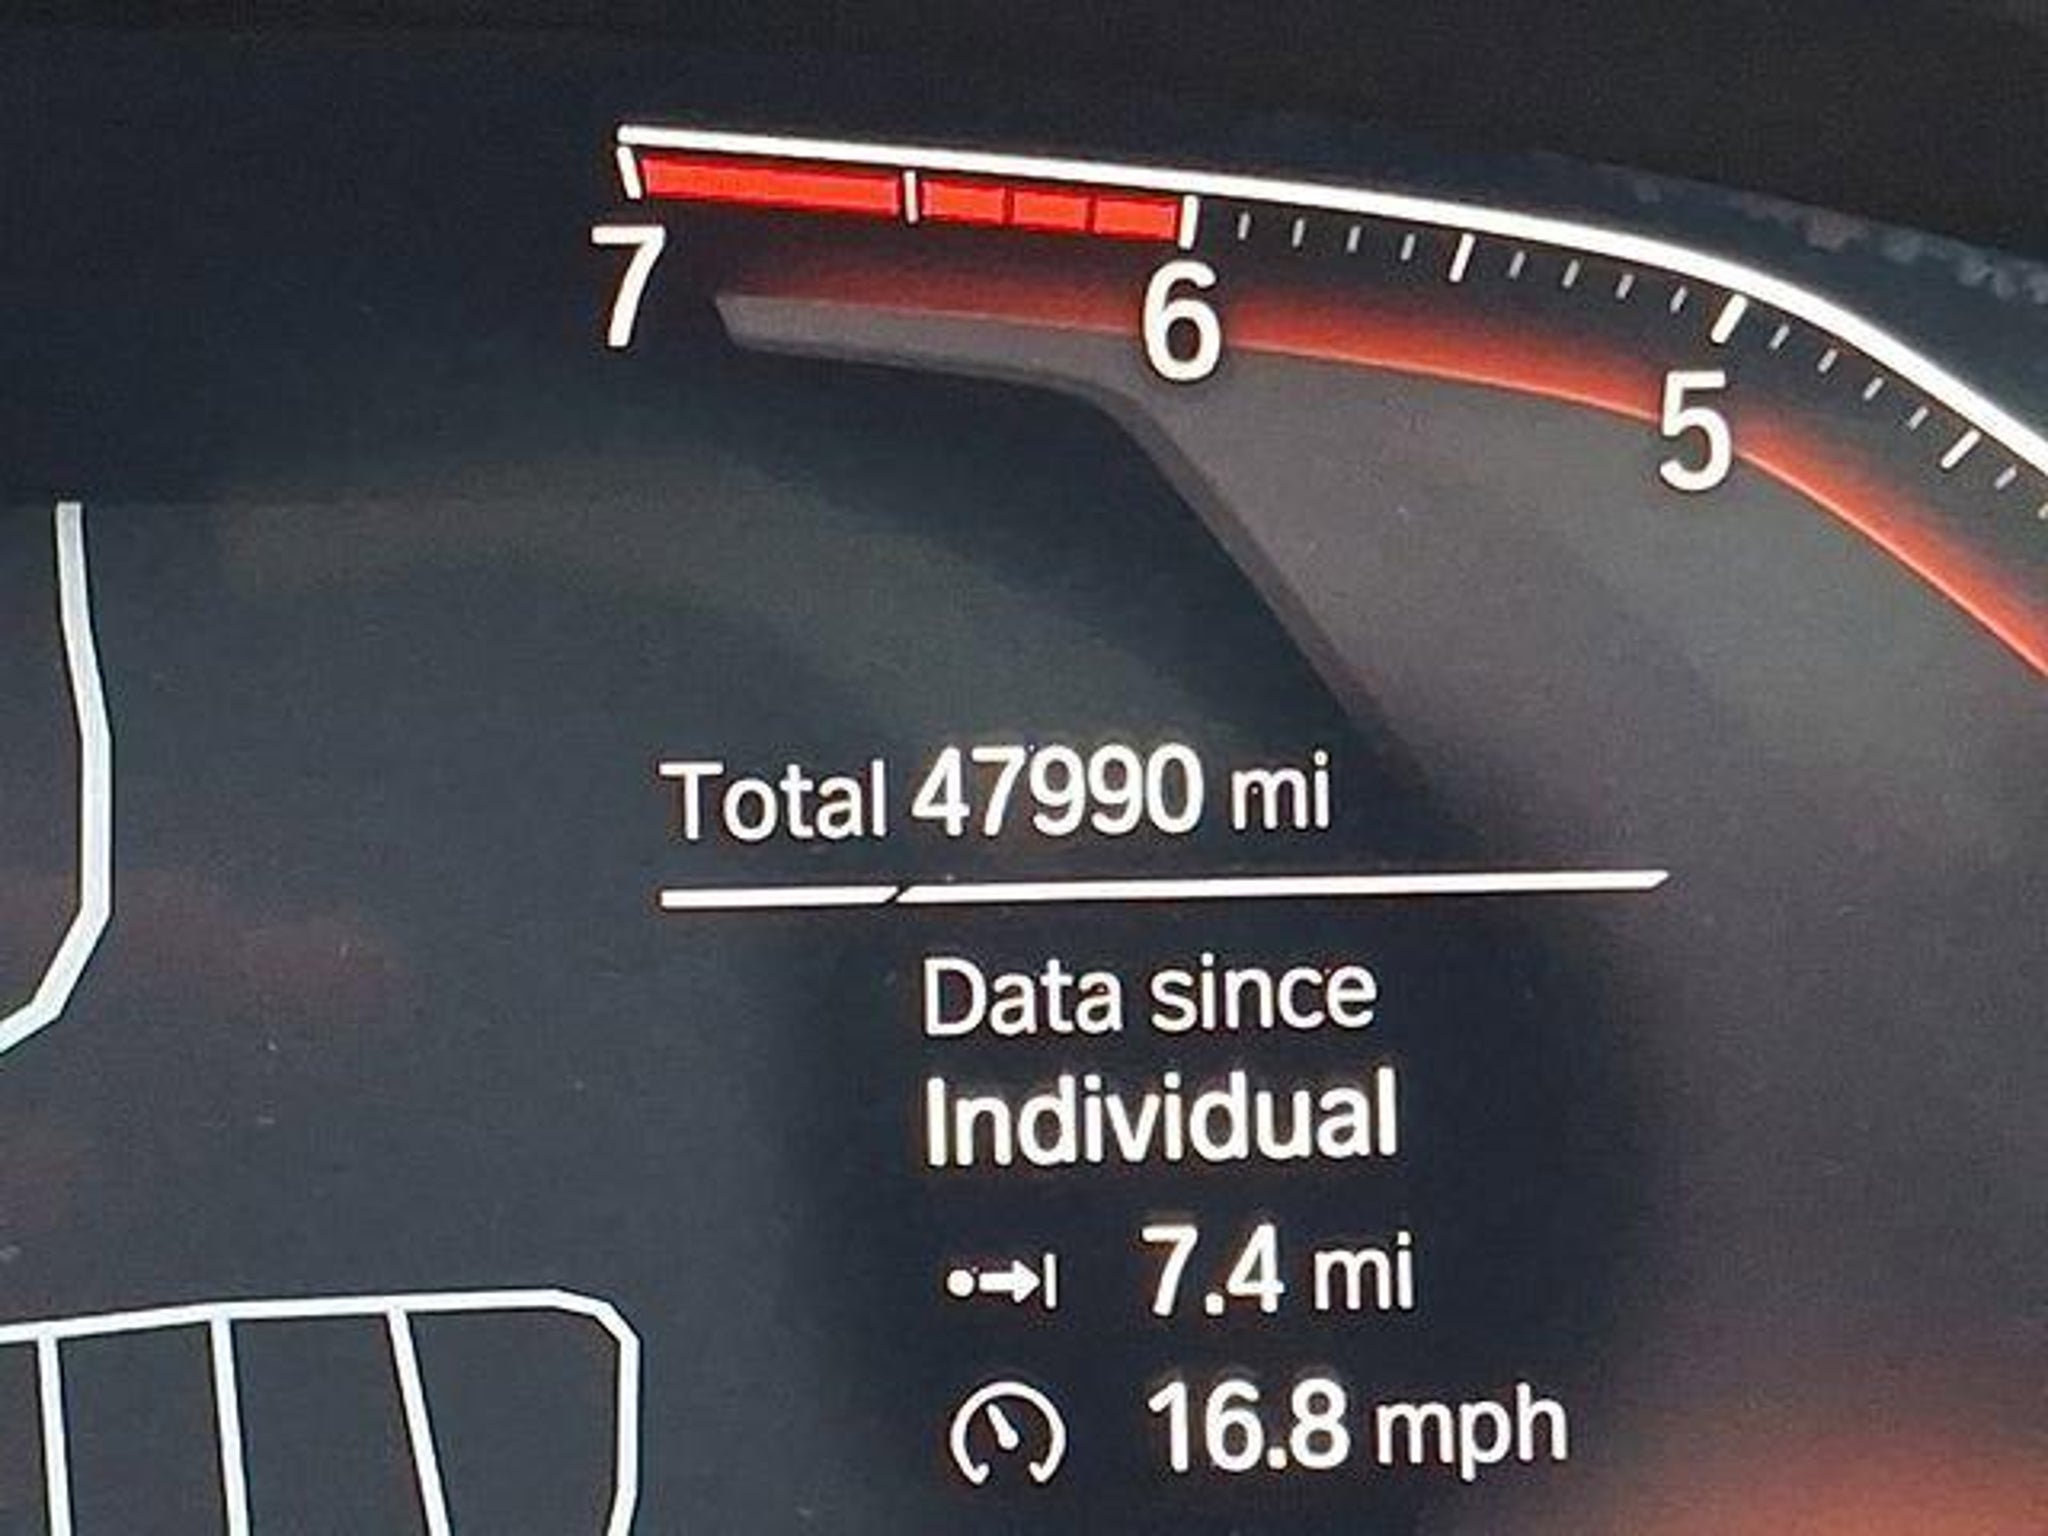 7
6
5
Total 47990 mi
Data since
Individual
7.4 mi
16.8 mph